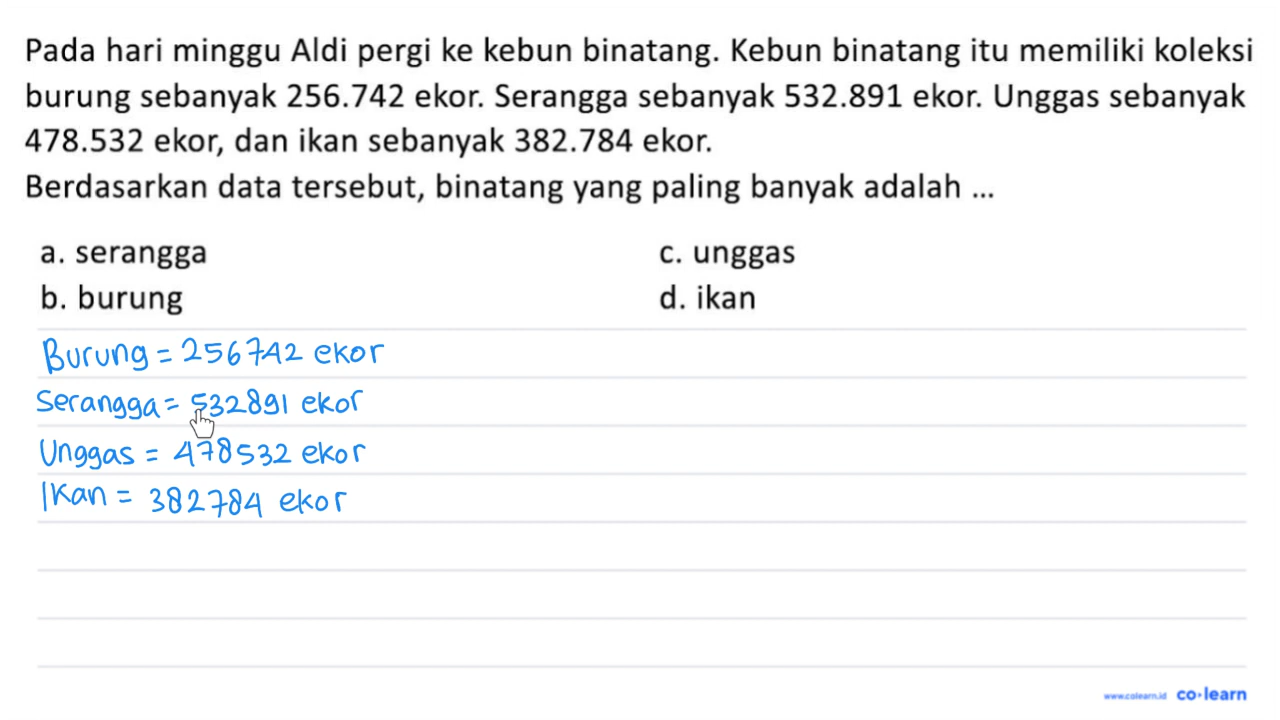 Pada hari minggu Aldi pergi ke kebun binatang. Kebun binatang itu memiliki koleksi
burung sebanyak 256.742 ekor. Serangga sebanyak 532.891 ekor. Unggas sebanyak
478.532 ekor, dan ikan sebanyak 382.784 ekor.
Berdasarkan data tersebut, binatang yang paling banyak adalah ...
a. serangga
b. burung
c. unggas
d. ikan
Burung = 256742 ekor
Serangga = 532891 ekor
Unggas = 478532 ekor
Ikan = 382784 ekor
www.colearn.id co·learn